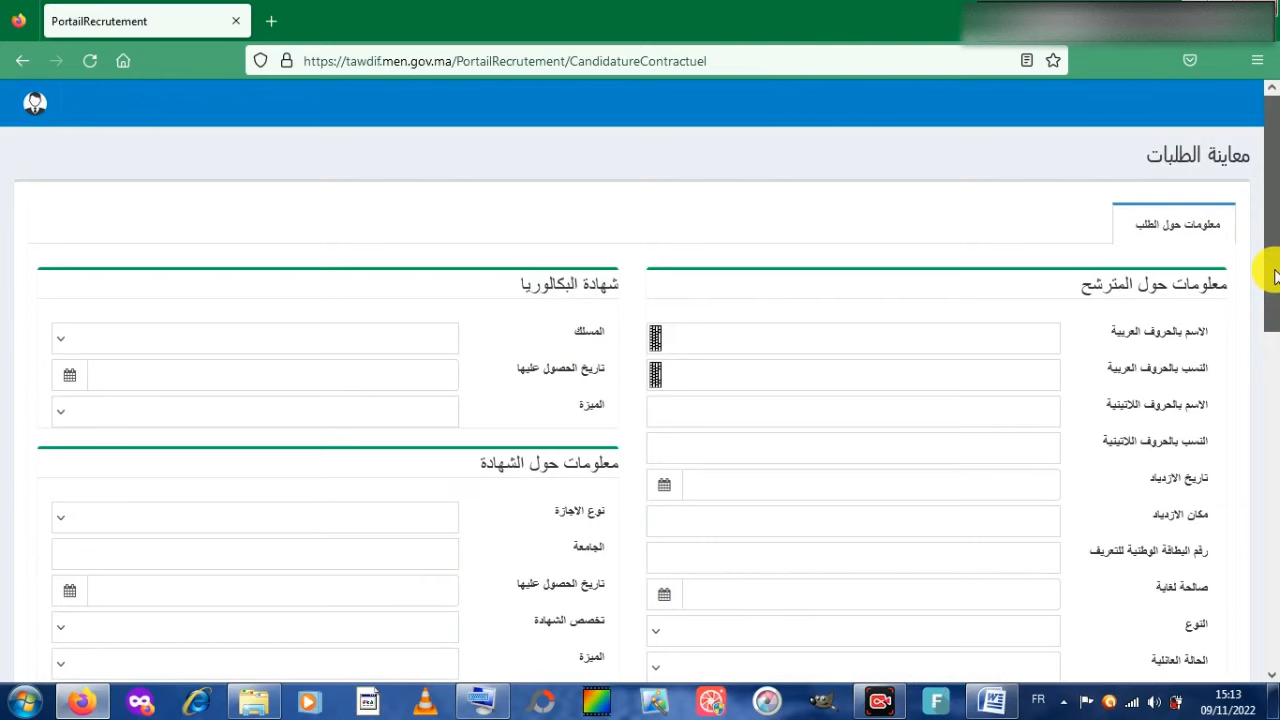 PortailRecrutement
https://tawdif.men.gov.ma/PortailRecrutement/CandidatureContractuel
معاينة الطلبات
معلومات حول الطلب
معلومات حول المترشح
الاسم بالحروف العربية
النسب بالحروف العربية
الاسم بالحروف اللاتينية
النسب بالحروف اللاتينية
تاريخ الازدياد
مكان الازدياد
رقم البطاقة الوطنية للتعريف
صالحة لغاية
النوع
الحالة العائلية
شهادة البكالوريا
المسلك
تاريخ الحصول عليها
الميزة
معلومات حول الشهادة
نوع الاجازة
الجامعة
تاريخ الحصول عليها
تخصص الشهادة
الميزة
FR
15:13
09/11/2022